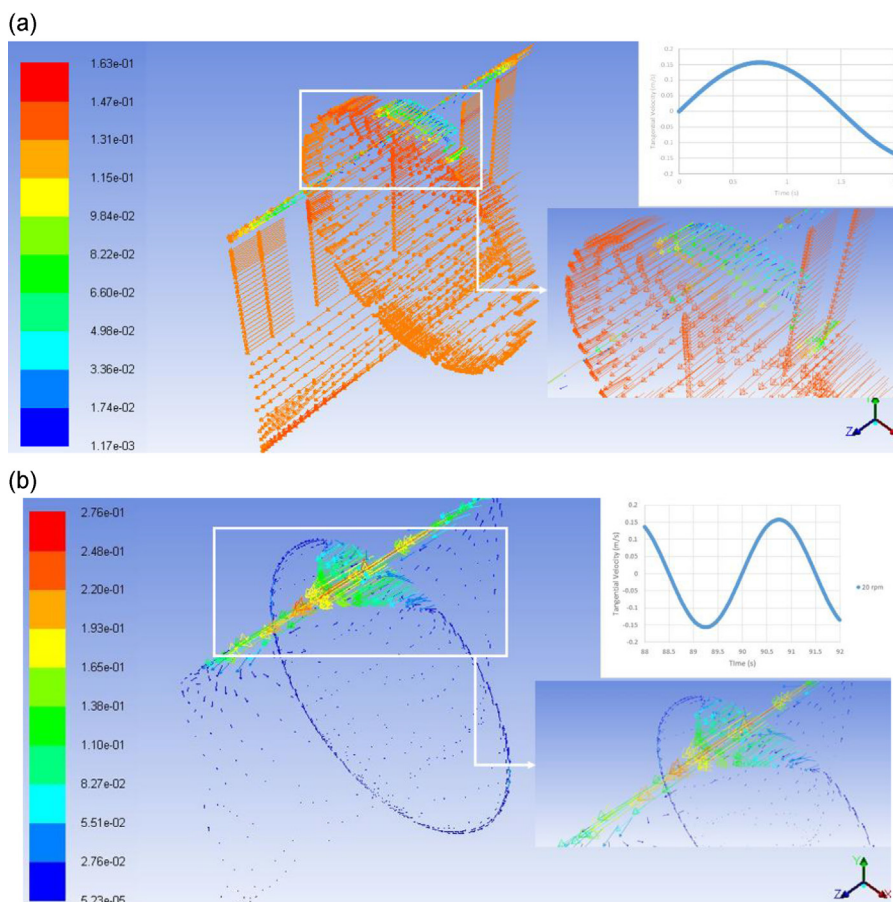 (a)
1.63e-01
1.47e-01
1.31e-01
1.15e-01
9.84e-02
8.22e-02
6.60e-02
4.98e-02
3.36e-02
1.74e-02
1.17e-03
0.2
0.15
0.1
0.05
0
-0.05
-0.1
-0.15
-0.2
Tangential Velocity (m/s)
0 0.5 1 1.5
Time (s)
Z
(b)
2.76e-01
2.48e-01
2.20e-01
1.93e-01
1.65e-01
1.38e-01
1.10e-01
8.27e-02
5.51e-02
2.76e-02
5.23e-05
0.2
0.15
0.1
0.05
0
-0.05
-0.1
-0.15
-0.2
Tangential Velocity (m/s)
88 88.5 89 89.5 90 90.5 91 91.5 92
Time (s)
20 rpm
Y
Z
X